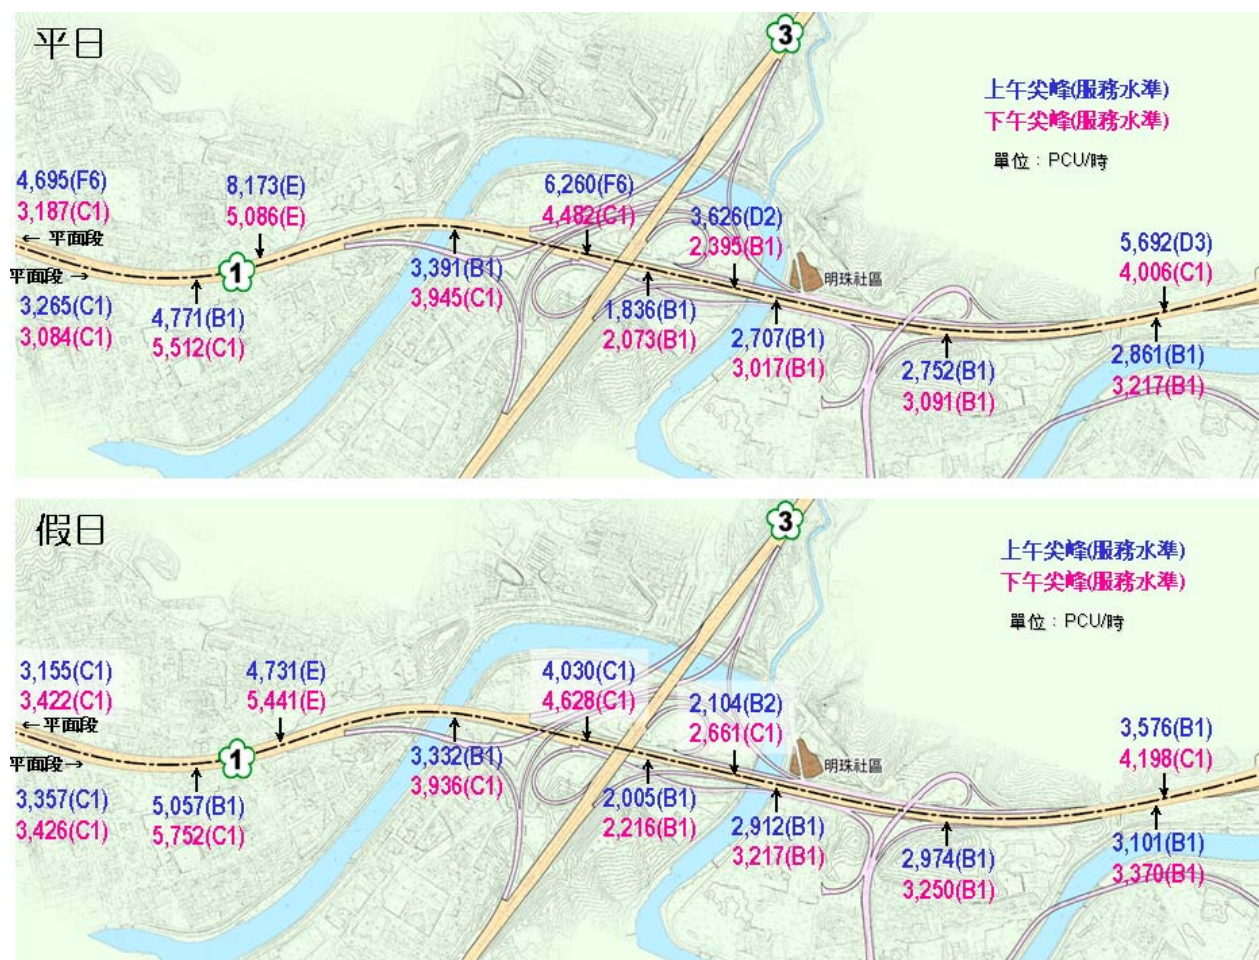 平日
3
上午尖峰(服務水準)
下午尖峰(服務水準)
單位：PCU/時
4,695(F6)
3,187(C1)
← 平面段
8,173(E)
5,086(E)
6,260(F6)
4,482(C1)
3,626(D2)
2,395(B1)
5,692(D3)
4,006(C1)
平面段 →
1
3,265(C1)
3,084(C1)
4,771(B1)
5,512(C1)
3,391(B1)
3,945(C1)
明珠社區
1,836(B1)
2,073(B1)
2,707(B1)
3,017(B1)
2,752(B1)
3,091(B1)
2,861(B1)
3,217(B1)
假日
3
上午尖峰(服務水準)
下午尖峰(服務水準)
單位：PCU/時
3,155(C1)
3,422(C1)
← 平面段
4,731(E)
5,441(E)
4,030(C1)
4,628(C1)
2,104(B2)
2,661(C1)
3,576(B1)
4,198(C1)
平面段 →
1
3,357(C1)
3,426(C1)
5,057(B1)
5,752(C1)
3,332(B1)
3,936(C1)
明珠社區
2,005(B1)
2,216(B1)
2,912(B1)
3,217(B1)
2,974(B1)
3,250(B1)
3,101(B1)
3,370(B1)